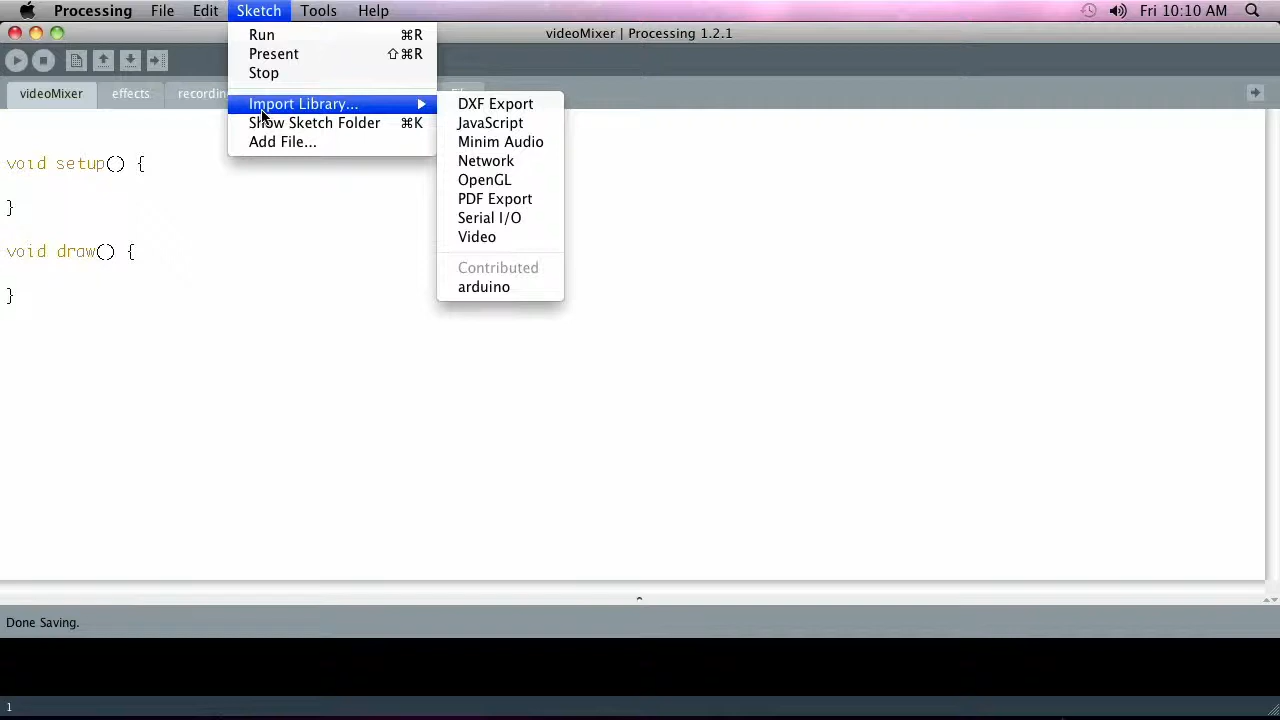 Processing File Edit Sketch Tools Help Fri 10:10 AM
videoMixer | Processing 1.2.1
Run ⌘R
Present ⇧⌘R
Stop
Import Library...
Show Sketch Folder ⌘K
Add File...
DXF Export
JavaScript
Minim Audio
Network
OpenGL
PDF Export
Serial I/O
Video
Contributed
arduino
videoMixer effects
void setup() {
}
void draw() {
}
Done Saving.
1